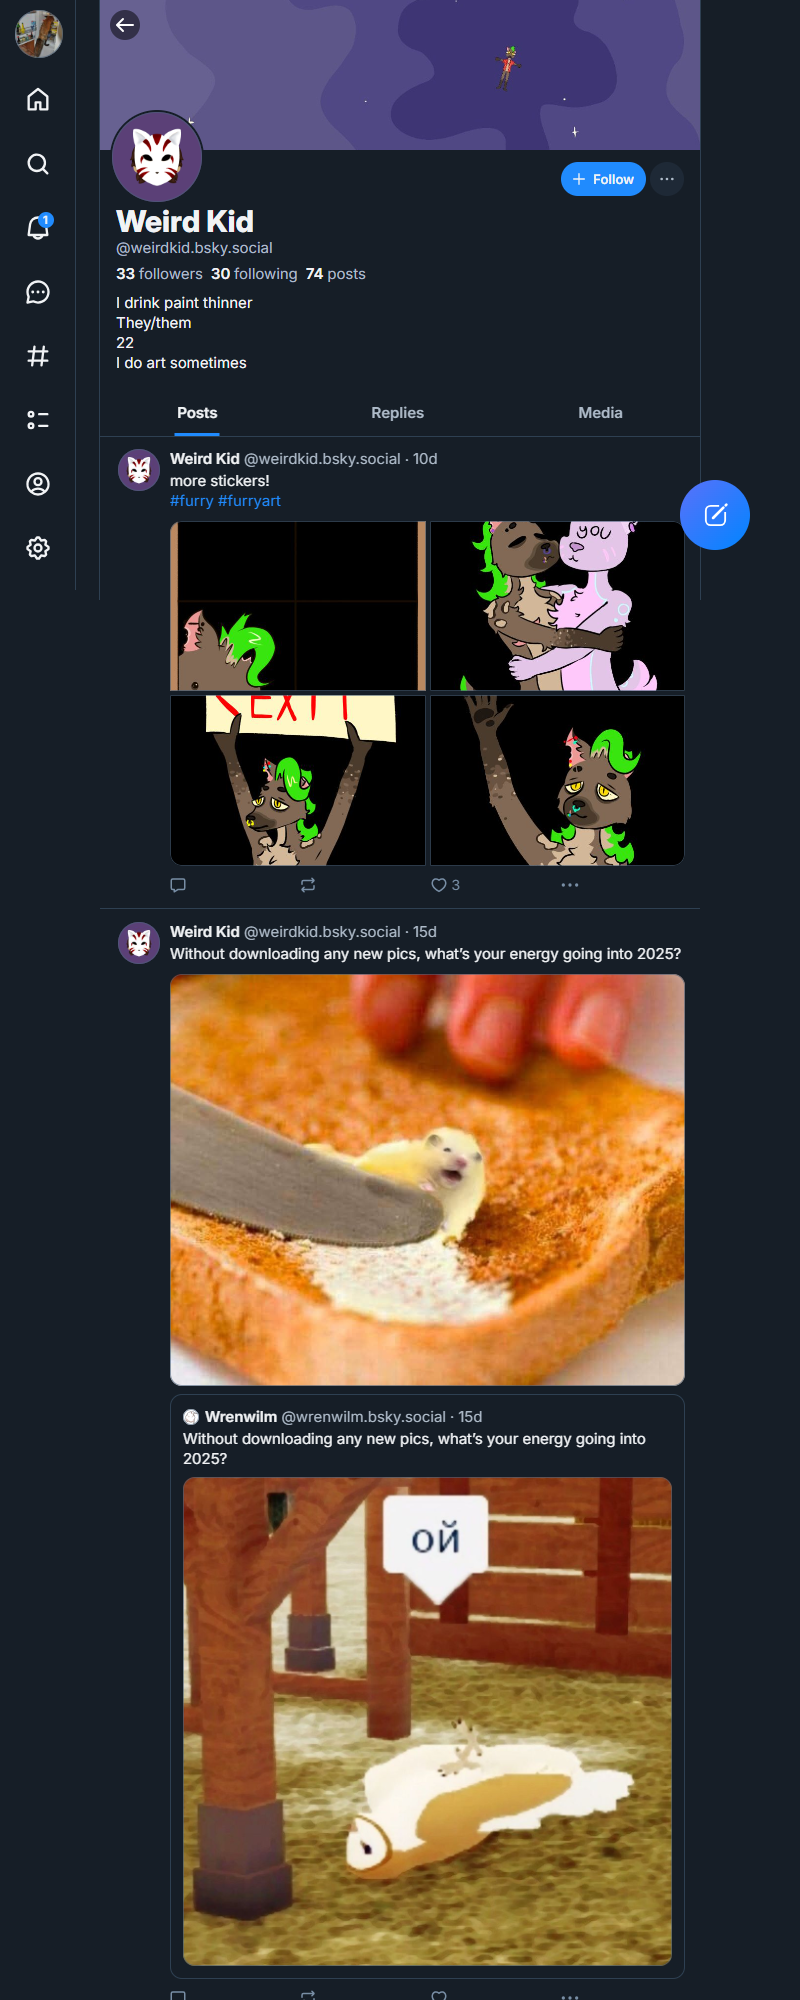 1
+ Follow
Weird Kid
@weirdkid.bsky.social
33 followers 30 following 74 posts
I drink paint thinner
They/them
22
I do art sometimes
Posts
Replies
Media
Weird Kid @weirdkid.bsky.social · 10d
more stickers!
#furry #furryart
you
EXIT
3
Weird Kid @weirdkid.bsky.social · 15d
Without downloading any new pics, what's your energy going into 2025?
Wrenwilm @wrenwilm.bsky.social · 15d
Without downloading any new pics, what's your energy going into
2025?
ОЙ